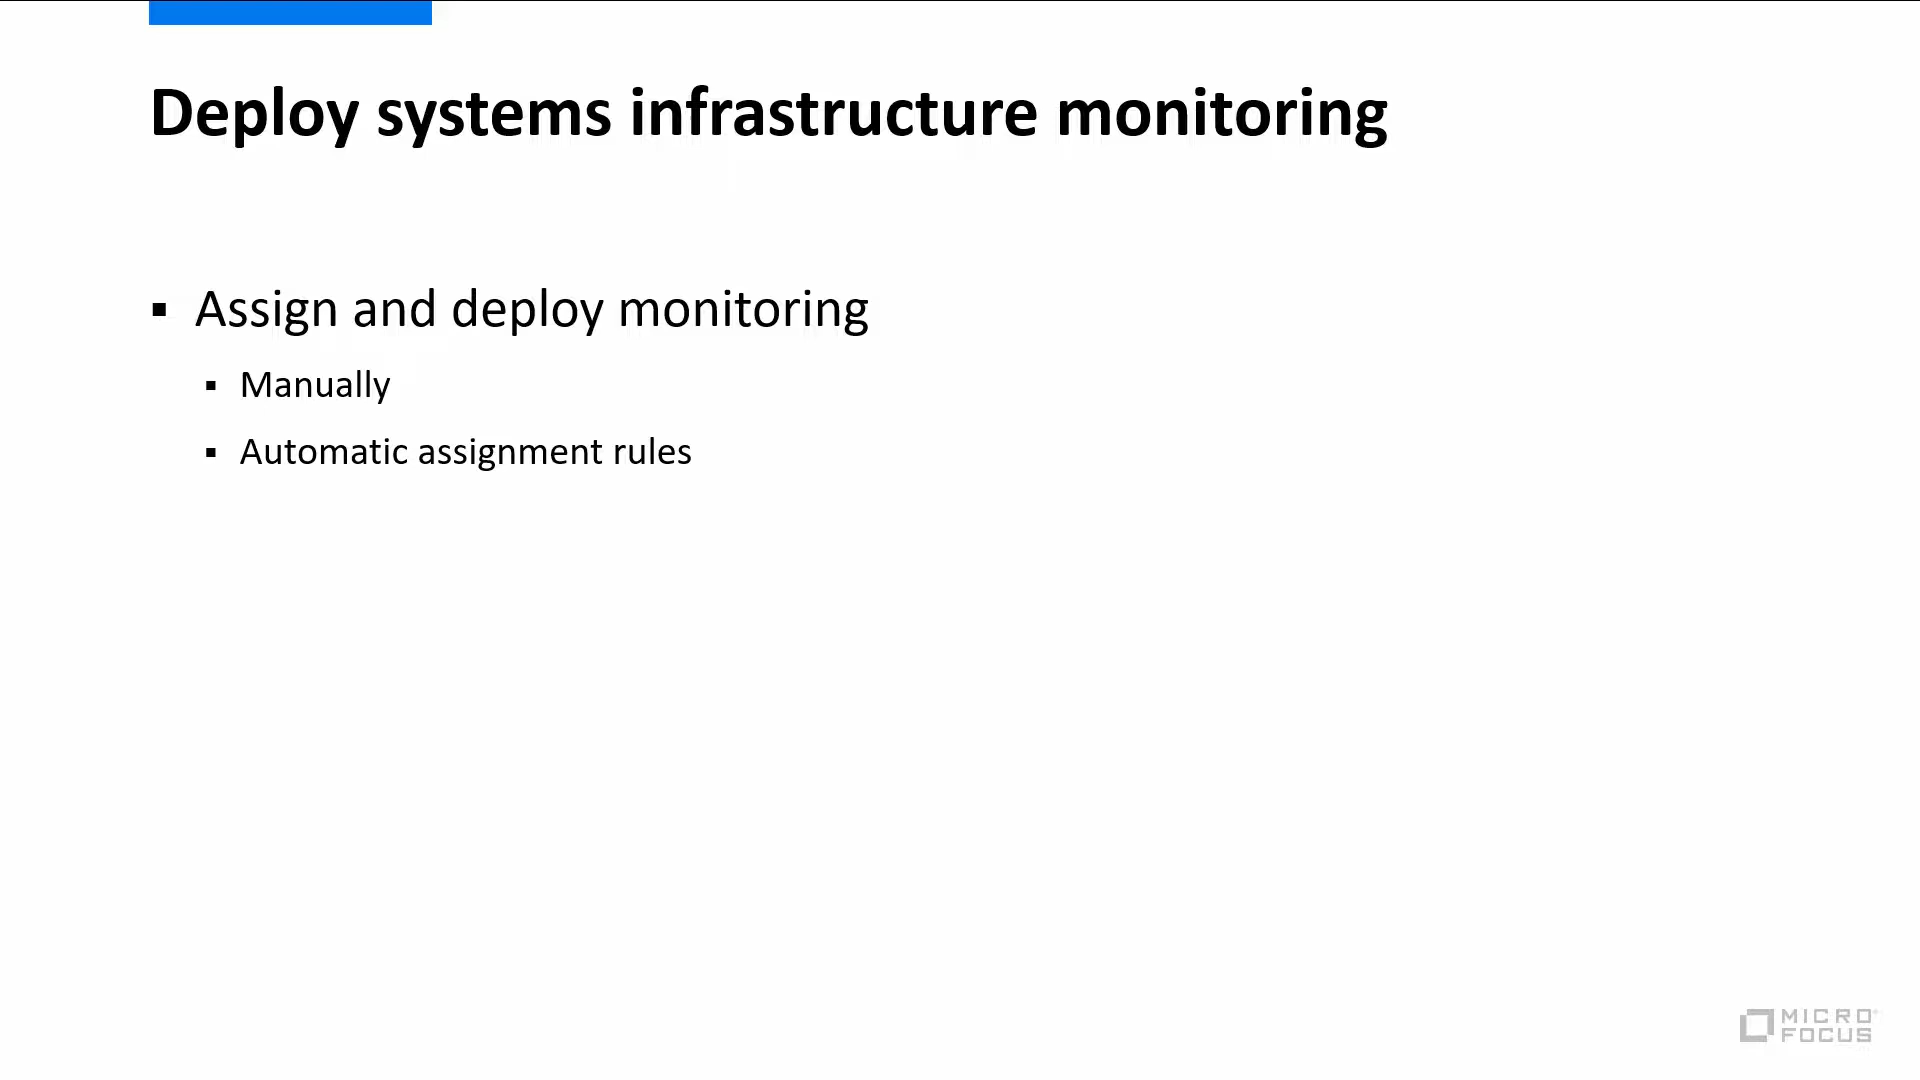 Deploy systems infrastructure monitoring
▪ Assign and deploy monitoring
▪ Manually
▪ Automatic assignment rules
MICRO
FOCUS